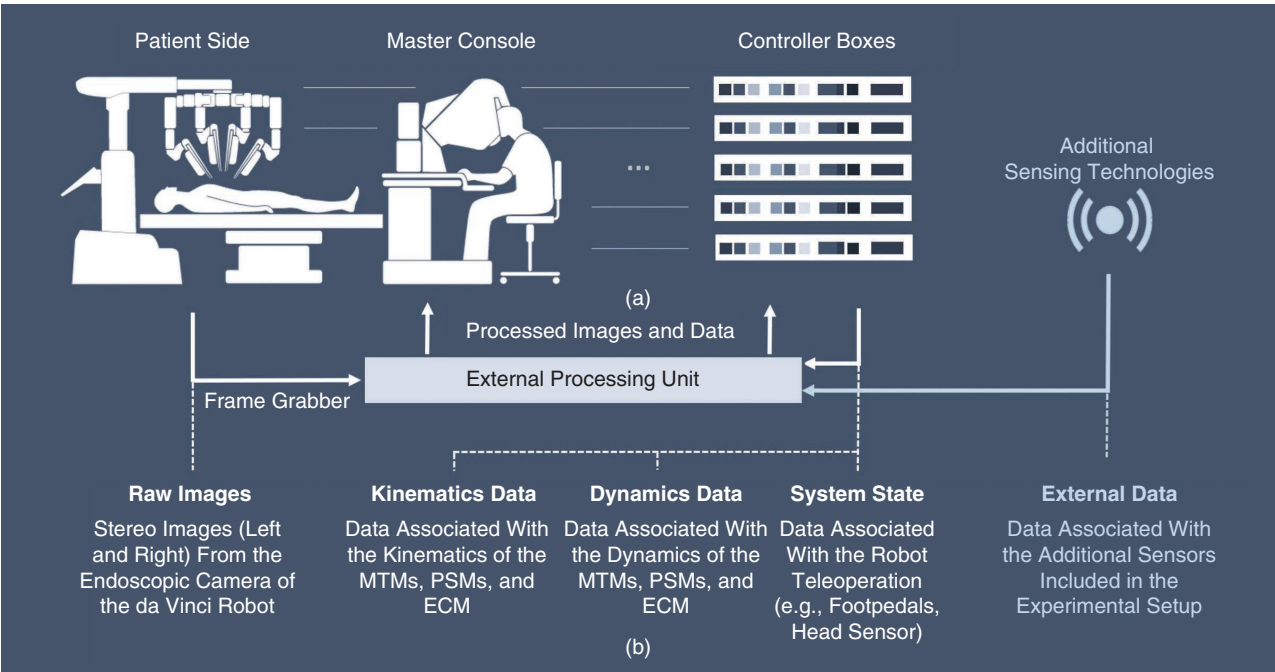 Patient Side
Master Console
Controller Boxes
Additional
Sensing Technologies
...
(a)
Processed Images and Data
External Processing Unit
Frame Grabber
Raw Images
Stereo Images (Left
and Right) From the
Endoscopic Camera of
the da Vinci Robot
Kinematics Data
Data Associated With
the Kinematics of the
MTMs, PSMs, and
ECM
Dynamics Data
Data Associated With
the Dynamics of the
MTMs, PSMs, and
ECM
System State
Data Associated
With the Robot
Teleoperation
(e.g., Footpedals,
Head Sensor)
External Data
Data Associated With
the Additional Sensors
Included in the
Experimental Setup
(b)